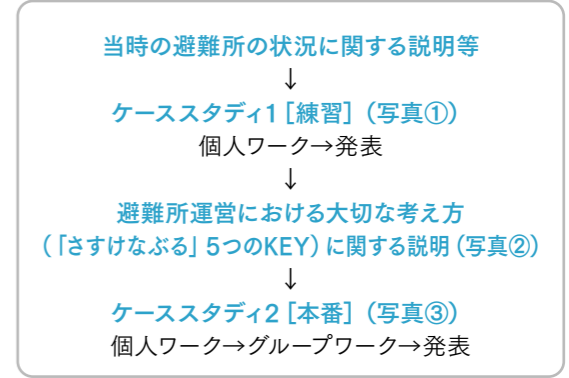 当時の避難所の状況に関する説明等
↓
ケーススタディ1［練習］（写真①）
個人ワーク→発表
↓
避難所運営における大切な考え方
（「さすけなぶる」5つのKEY）に関する説明（写真②）
↓
ケーススタディ2［本番］（写真③）
個人ワーク→グループワーク→発表